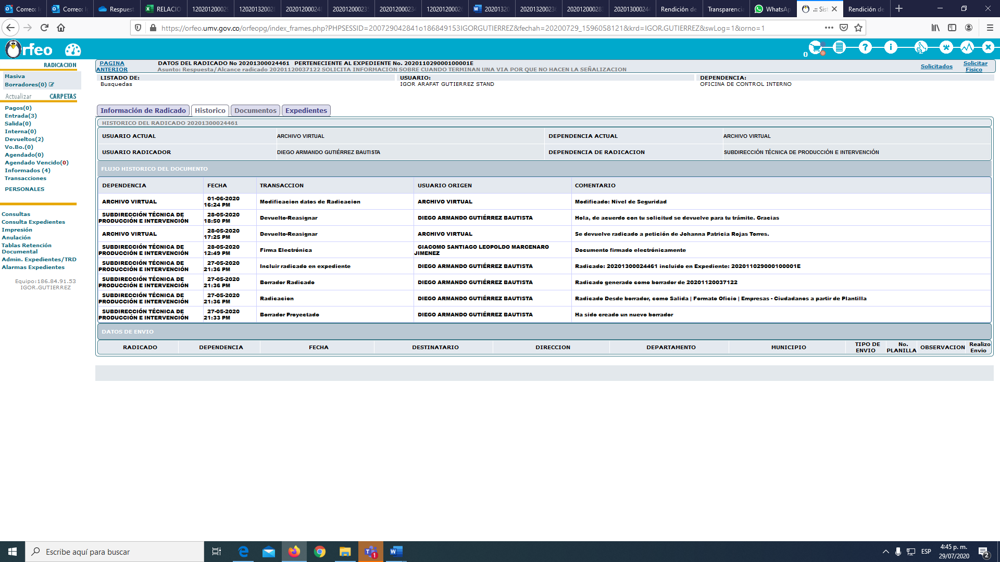 Correo: I
Correo: I
Respuest
RELACIO
120201200029
120201320028
20201200024
20201200023
20201200023
120201200026
2020132
20201320023
20201200028
20201300024
Rendición de
Transparencia
WhatsAp
.:: Sist
Rendición de
https://orfeo.umv.gov.co/orfeopg/index_frames.php?PHPSESSID=200729042841o186849153IGORGUTIERREZ&fechah=20200729_1596058121&krd=IGOR.GUTIERREZ&swLog=1&orno=1
Orfeo
0
RADICACION
Masiva
Borradores(0)
Actualizar CARPETAS
Pagos(0)
Entrada(3)
Salida(0)
Interna(0)
Devueltos(2)
Vo.Bo.(0)
Agendado(0)
Agendado Vencido(0)
Informados (4)
Transacciones
PERSONALES
Consultas
Consulta Expedientes
Impresión
Anulación
Tablas Retención
Documental
Admin. Expedientes/TRD
Alarmas Expedientes
Equipo:186.84.91.53
IGOR.GUTIERREZ
PAGINA
ANTERIOR
DATOS DEL RADICADO No 20201300024461 PERTENECIENTE AL EXPEDIENTE No. 202011029000100001E
Asunto: Respuesta/Alcance radicado 20201120037122 SOLICITA INFORMACION SOBRE CUANDO TERMINAN UNA VIA POR QUE NO HACEN LA SEÑALIZACION
Solicitados
Solicitar
Fisico
LISTADO DE: USUARIO: DEPENDENCIA:
Busquedas IGOR ARAFAT GUTIERREZ STAND OFICINA DE CONTROL INTERNO
Información de Radicado Historico Documentos Expedientes
HISTORICO DEL RADICADO 20201300024461
USUARIO ACTUAL ARCHIVO VIRTUAL DEPENDENCIA ACTUAL ARCHIVO VIRTUAL
USUARIO RADICADOR DIEGO ARMANDO GUTIÉRREZ BAUTISTA DEPENDENCIA DE RADICACION SUBDIRECCIÓN TÉCNICA DE PRODUCCIÓN E INTERVENCIÓN
FLUJO HISTORICO DEL DOCUMENTO
DEPENDENCIA FECHA TRANSACCION USUARIO ORIGEN COMENTARIO
ARCHIVO VIRTUAL 01-06-2020 16:24 PM Modificacion datos de Radicacion ARCHIVO VIRTUAL Modificado: Nivel de Seguridad
SUBDIRECCIÓN TÉCNICA DE PRODUCCIÓN E INTERVENCIÓN 28-05-2020 18:50 PM Devuelto-Reasignar DIEGO ARMANDO GUTIÉRREZ BAUTISTA Hola, de acuerdo con tu solicitud se devuelve para tu trámite. Gracias
ARCHIVO VIRTUAL 28-05-2020 17:25 PM Devuelto-Reasignar ARCHIVO VIRTUAL Se devuelve radicado a petición de Johanna Patricia Rojas Torres.
SUBDIRECCIÓN TÉCNICA DE PRODUCCIÓN E INTERVENCIÓN 28-05-2020 12:49 PM Firma Electrónica GIACOMO SANTIAGO LEOPOLDO MARCENARO JIMENEZ Documento firmado electrónicamente
SUBDIRECCIÓN TÉCNICA DE PRODUCCIÓN E INTERVENCIÓN 27-05-2020 21:36 PM Incluir radicado en expediente DIEGO ARMANDO GUTIÉRREZ BAUTISTA Radicado: 20201300024461 incluido en Expediente: 202011029000100001E
SUBDIRECCIÓN TÉCNICA DE PRODUCCIÓN E INTERVENCIÓN 27-05-2020 21:36 PM Borrador Radicado DIEGO ARMANDO GUTIÉRREZ BAUTISTA Radicado generado como borrador de 20201120037122
SUBDIRECCIÓN TÉCNICA DE PRODUCCIÓN E INTERVENCIÓN 27-05-2020 21:36 PM Radicacion DIEGO ARMANDO GUTIÉRREZ BAUTISTA Radicado Desde borrador, como Salida | Formato Oficio | Empresas - Ciudadanos a partir de Plantilla
SUBDIRECCIÓN TÉCNICA DE PRODUCCIÓN E INTERVENCIÓN 27-05-2020 21:33 PM Borrador Proyectado DIEGO ARMANDO GUTIÉRREZ BAUTISTA Ha sido creado un nuevo borrador
DATOS DE ENVIO
RADICADO DEPENDENCIA FECHA DESTINATARIO DIRECCION DEPARTAMENTO MUNICIPIO TIPO DE ENVIO No. PLANILLA OBSERVACION Realizo Envio
Escribe aquí para buscar
1
ESP
4:45 p. m.
29/07/2020
2